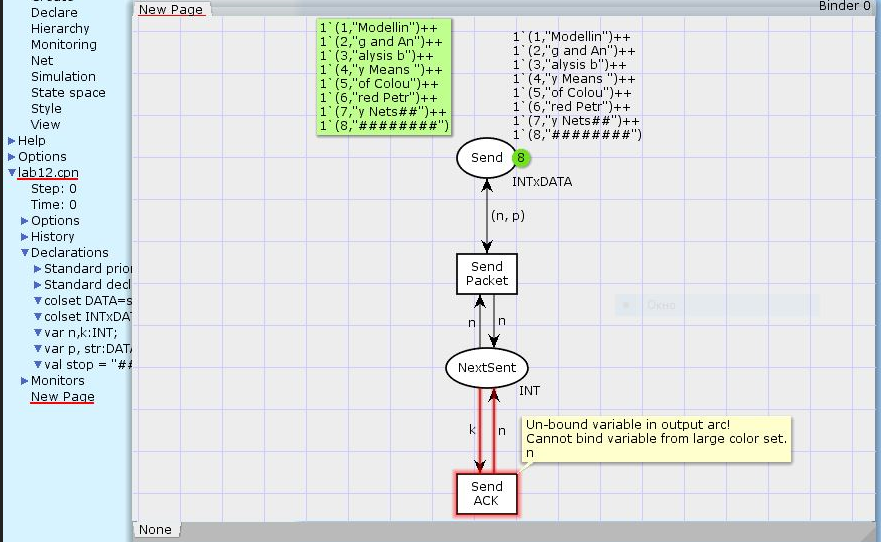 Declare
Hierarchy
Monitoring
Net
Simulation
State space
Style
View
Help
Options
lab12.cpn
Step: 0
Time: 0
Options
History
Declarations
Standard prior
Standard decl
colset DATA=s
colset INTxDAT
var n,k:INT;
var p, str:DATA
val stop = "##
Monitors
New Page
New Page
Binder 0
1`(1,"Modellin")++
1`(2,"g and An")++
1`(3,"alysis b")++
1`(4,"y Means ")++
1`(5,"of Colou")++
1`(6,"red Petr")++
1`(7,"y Nets##")++
1`(8,"########")
1`(1,"Modellin")++
1`(2,"g and An")++
1`(3,"alysis b")++
1`(4,"y Means ")++
1`(5,"of Colou")++
1`(6,"red Petr")++
1`(7,"y Nets##")++
1`(8,"########")
Send
8
INTxDATA
(n, p)
Send
Packet
n
n
Окно
NextSent
INT
k
n
Un-bound variable in output arc!
Cannot bind variable from large color set.
n
Send
ACK
None